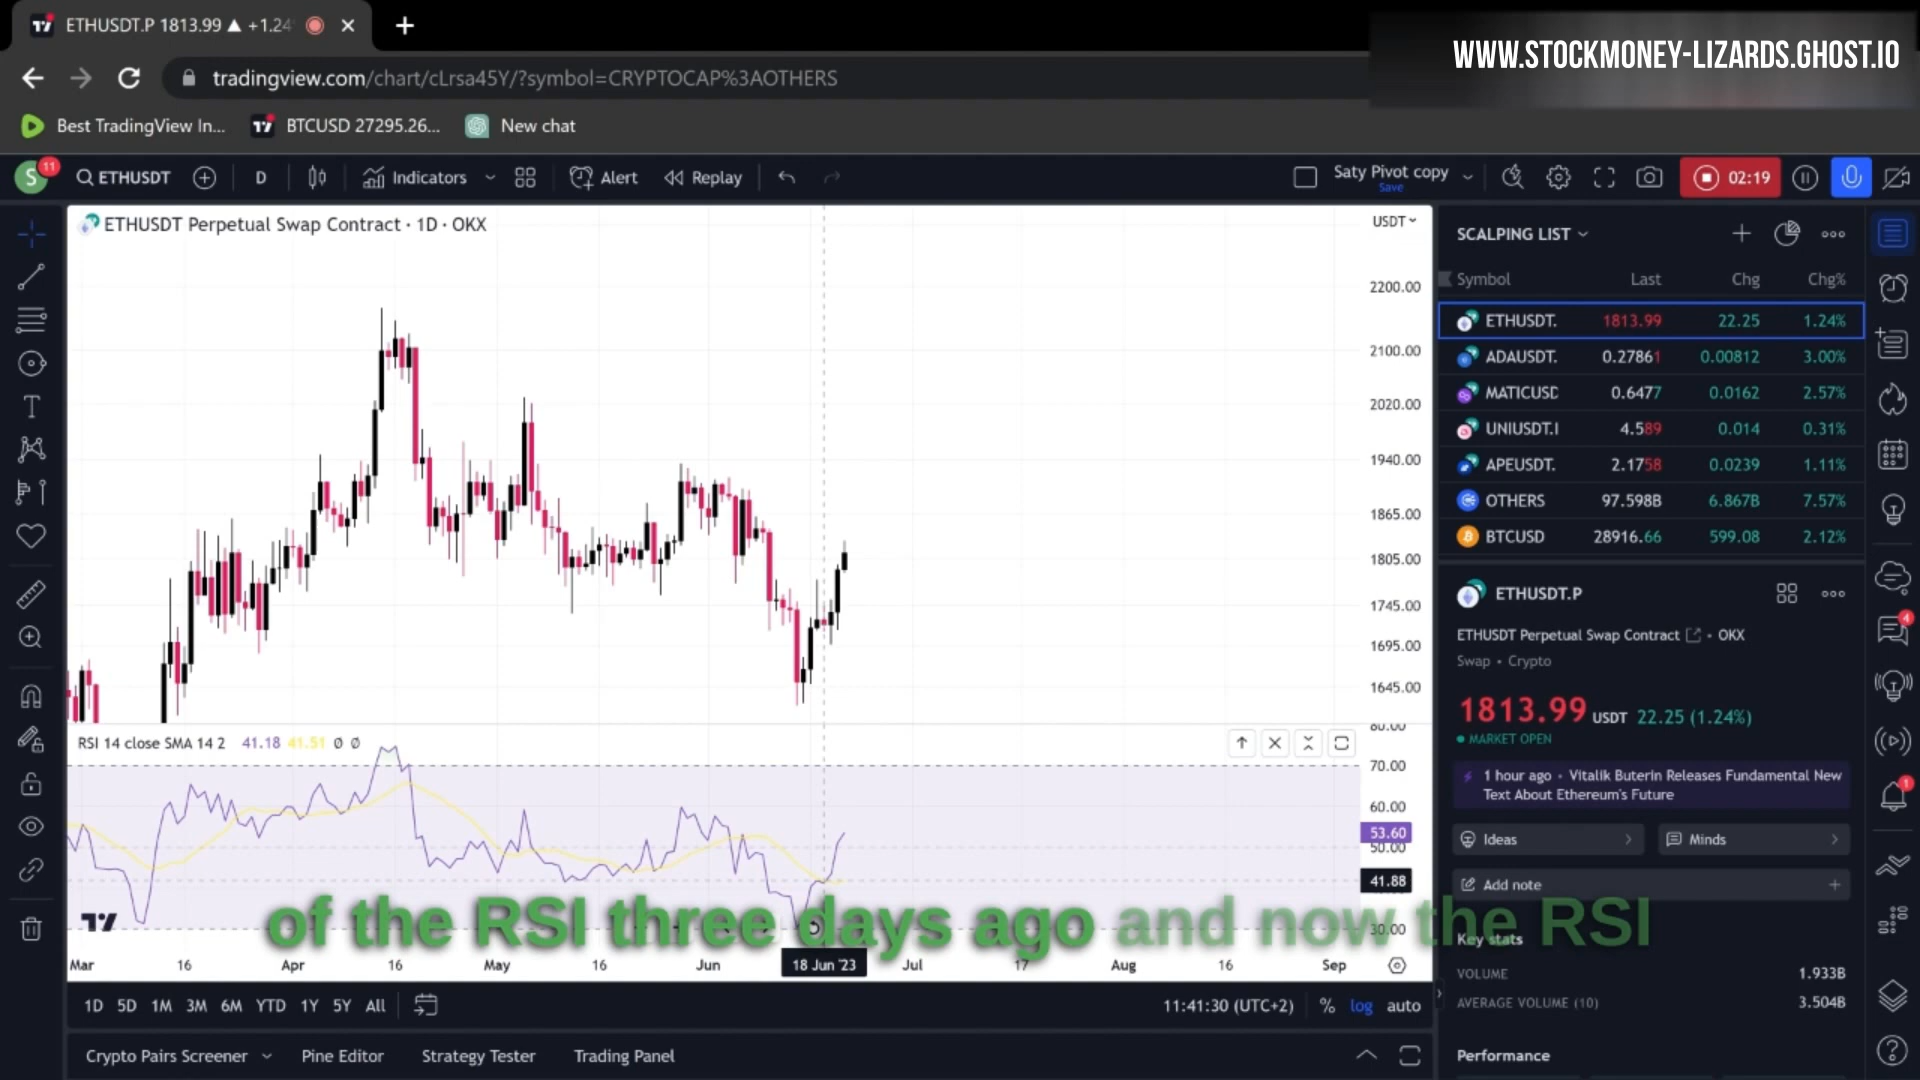 ETHUSDT.P 1813.99 ▲ +1.24
WWW.STOCKMONEY-LIZARDS.GHOST.IO
tradingview.com/chart/cLrsa45Y/?symbol=CRYPTOCAP%3AOTHERS
Best TradingView In...
BTCUSD 27295.26...
New chat
S 11
ETHUSDT
D
Indicators
Alert
Replay
Saty Pivot copy
Save
02:19
ETHUSDT Perpetual Swap Contract · 1D · OKX
USDT
2200.00
2100.00
2020.00
1940.00
1865.00
1805.00
1745.00
1695.00
1645.00
RSI 14 close SMA 14 2 41.18 41.51 0 0
80.00
70.00
60.00
53.60
50.00
41.88
30.00
of the RSI three days ago and now the RSI
Mar 16 Apr 16 May 16 Jun 18 Jun '23 Jul 17 Aug 16 Sep
1D 5D 1M 3M 6M YTD 1Y 5Y All
11:41:30 (UTC+2) % log auto
Crypto Pairs Screener
Pine Editor
Strategy Tester
Trading Panel
SCALPING LIST
Symbol Last Chg Chg%
ETHUSDT. 1813.99 22.25 1.24%
ADAUSDT. 0.27861 0.00812 3.00%
MATICUSD 0.6477 0.0162 2.57%
UNIUSDT.I 4.589 0.014 0.31%
APEUSDT. 2.1758 0.0239 1.11%
OTHERS 97.598B 6.867B 7.57%
BTCUSD 28916.66 599.08 2.12%
ETHUSDT.P
ETHUSDT Perpetual Swap Contract • OKX
Swap • Crypto
1813.99 USDT 22.25 (1.24%)
MARKET OPEN
1 hour ago • Vitalik Buterin Releases Fundamental New
Text About Ethereum's Future
Ideas
Minds
Add note
Key stats
VOLUME 1.933B
AVERAGE VOLUME (10) 3.504B
Performance
4
1